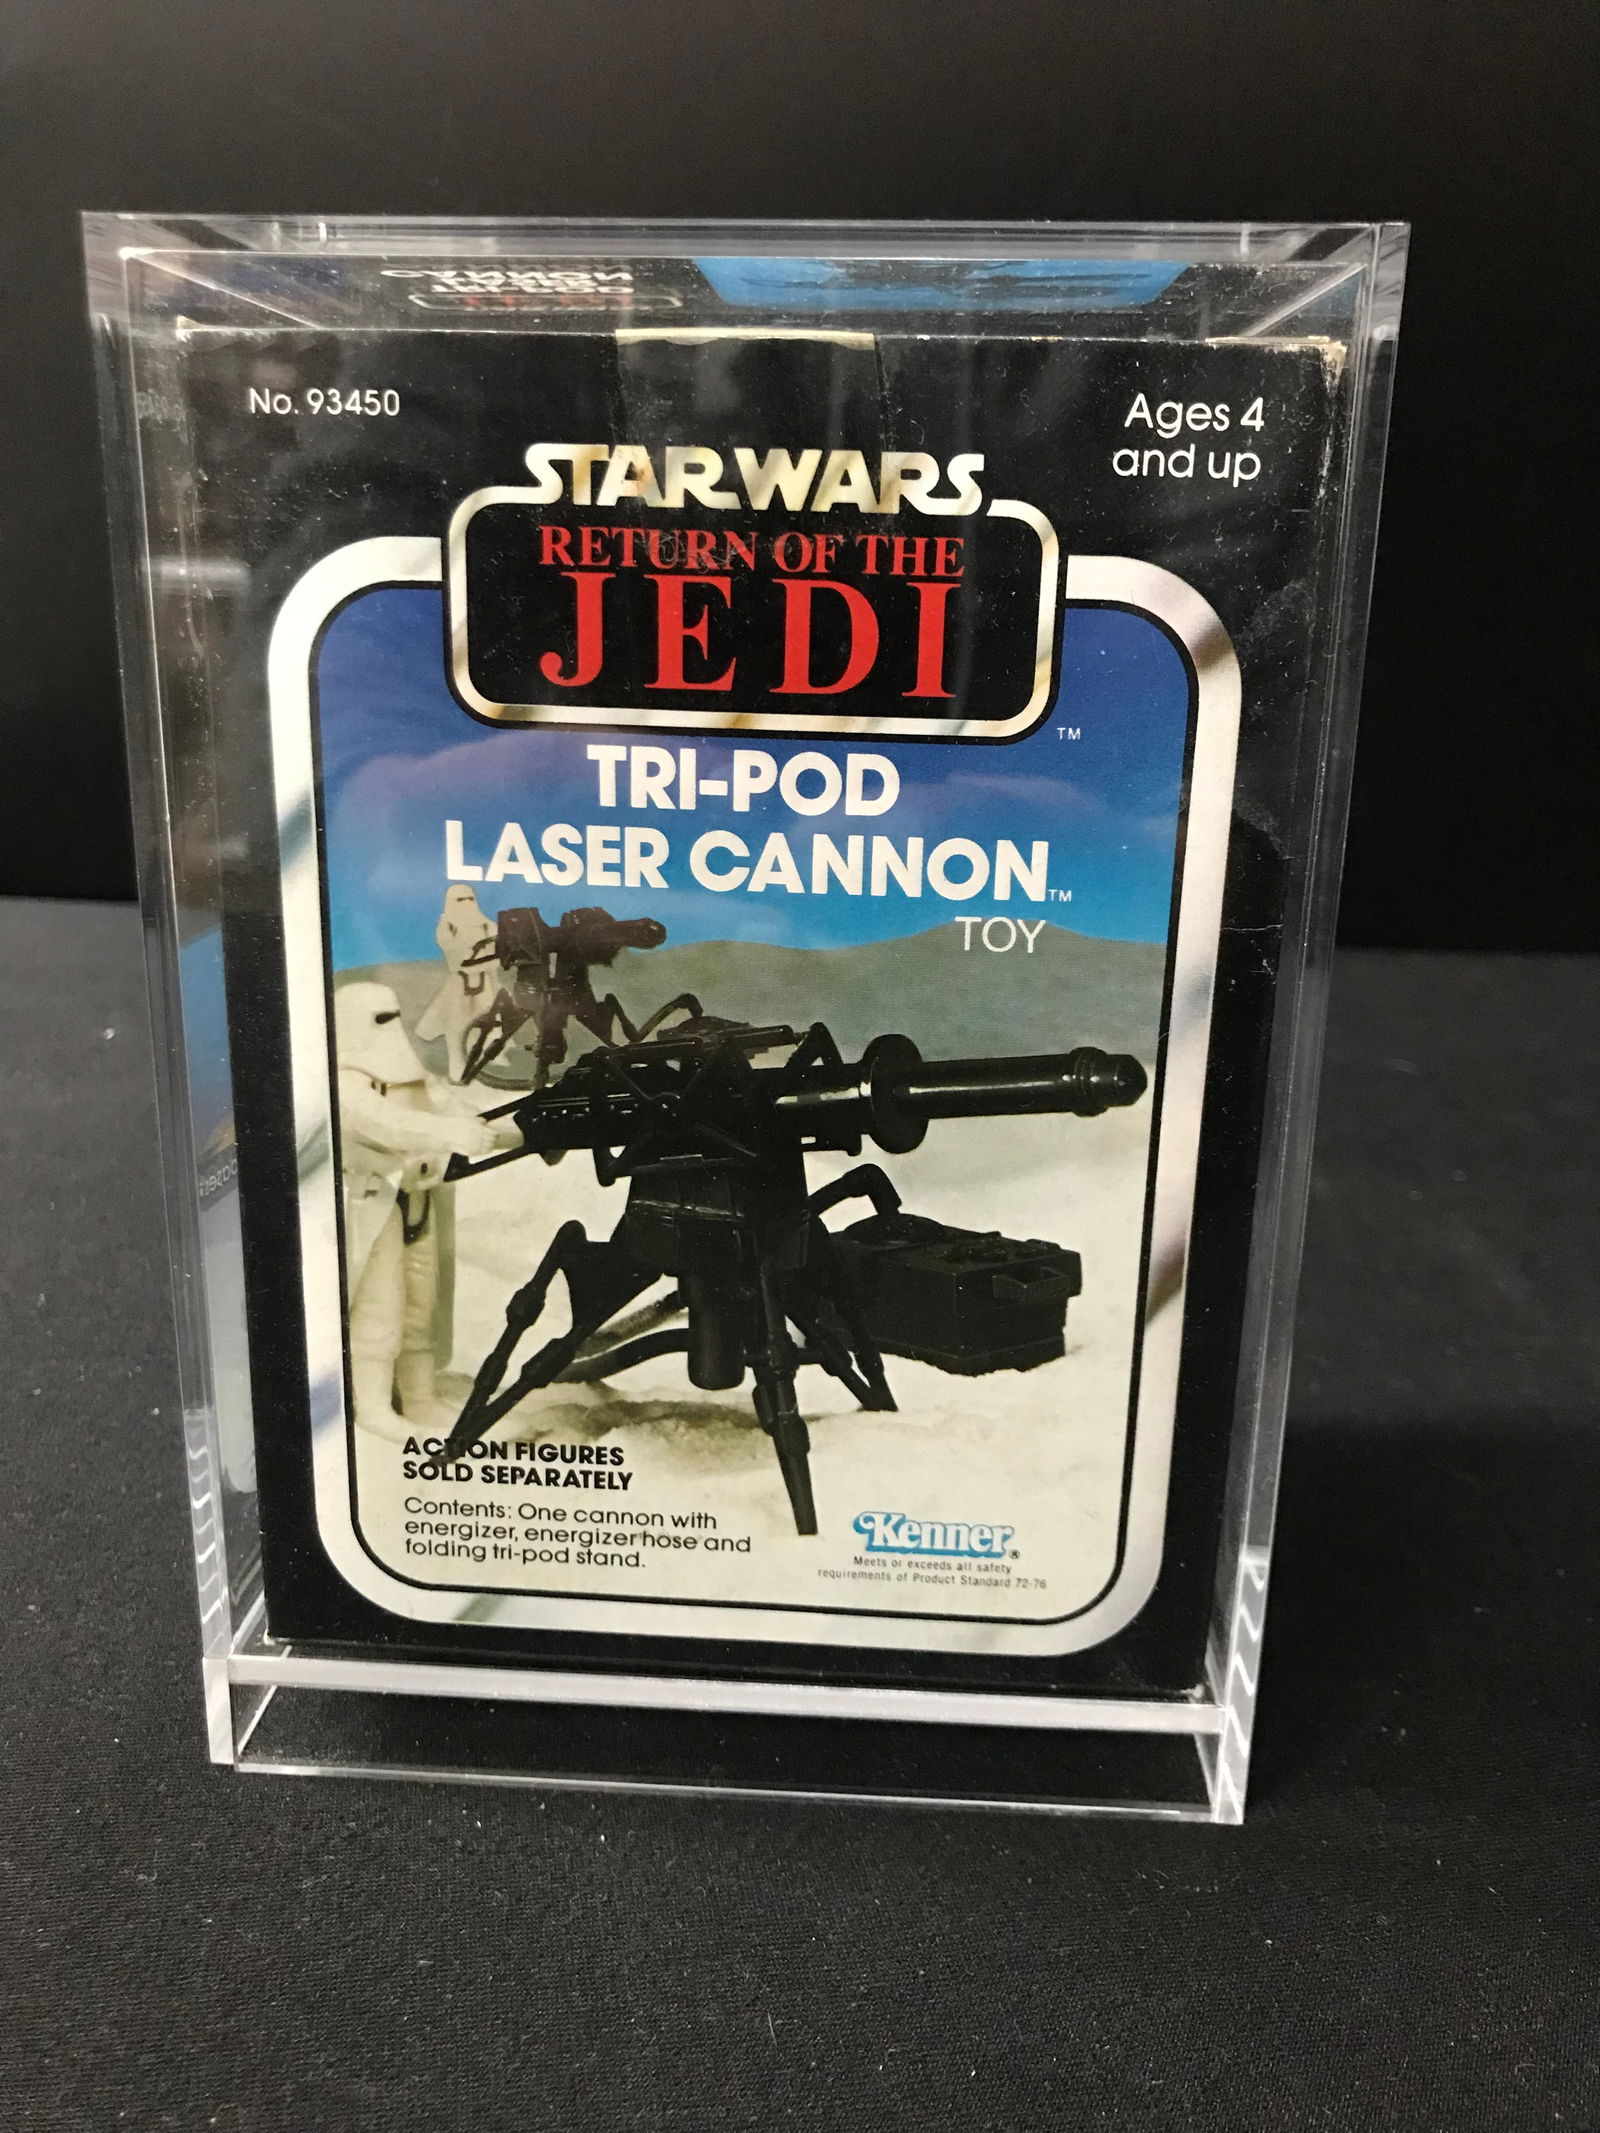 CANNON
No. 93450
Ages 4
and up
STAR WARS
RETURN OF THE
JEDI
TM
TRI-POD
LASER CANNON TM
TOY
ACTION FIGURES
SOLD SEPARATELY
Contents: One cannon with
energizer, energizer hose and
folding tri-pod stand.
Kenner®
Meets or exceeds all safety
requirements of Product Standard 72-76